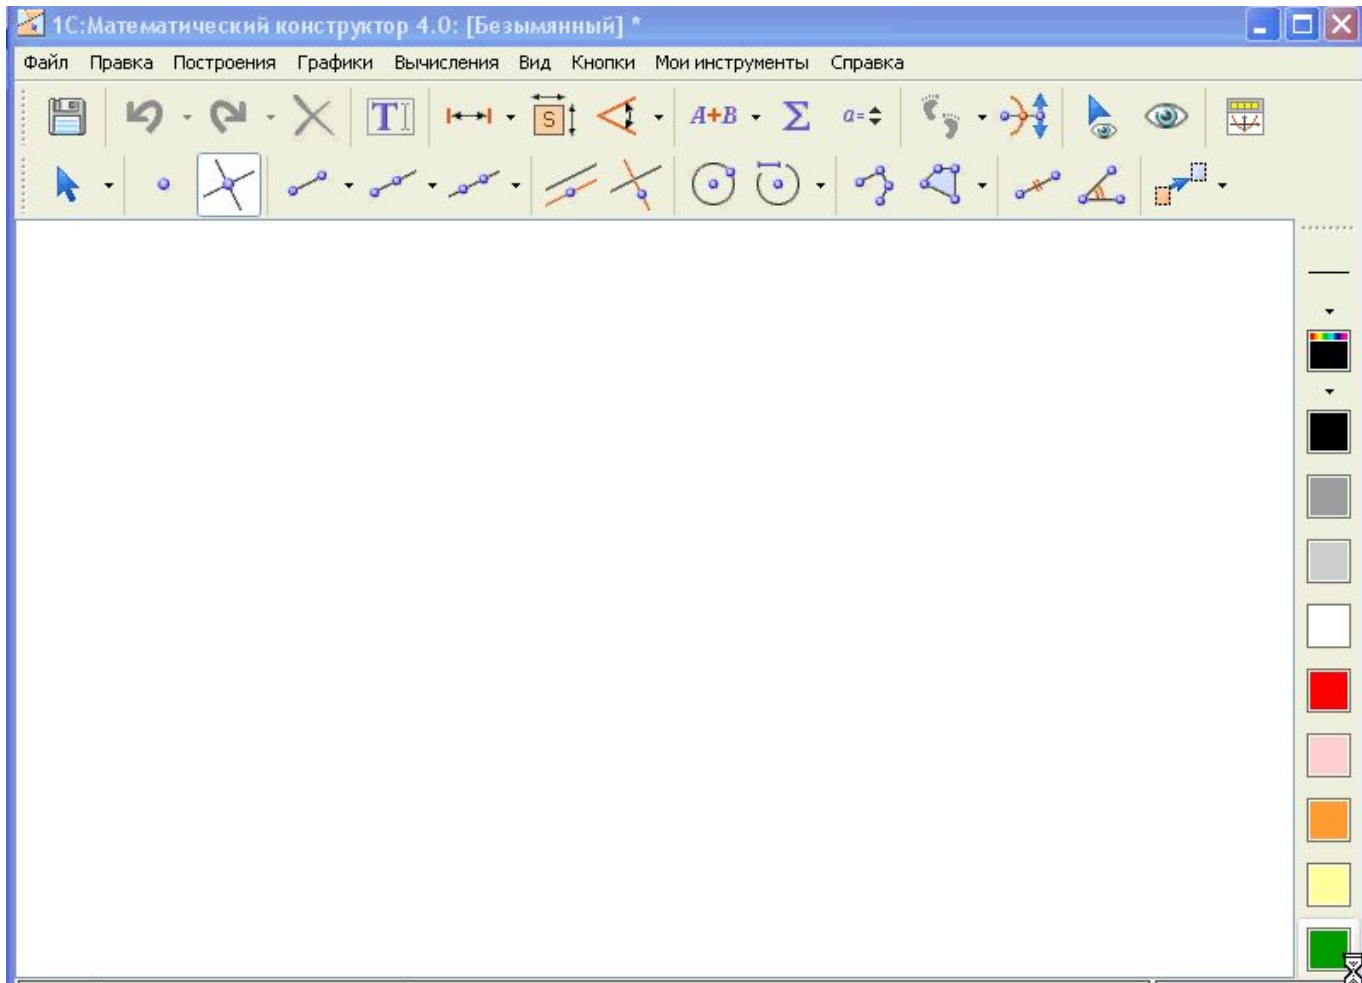 1С:Математический конструктор 4.0: [Безымянный] *
Файл Правка Построения Графики Вычисления Вид Кнопки Мои инструменты Справка
T S A+B Σ a=